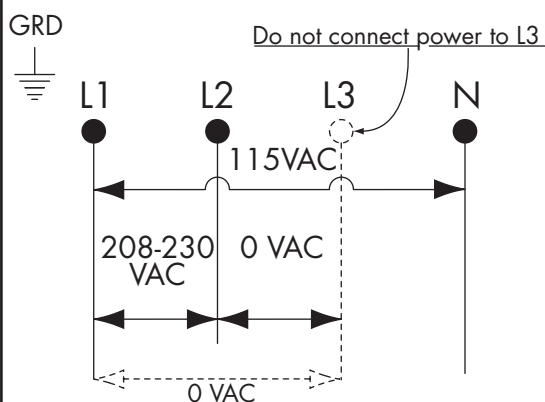 GRD
Do not connect power to L3
L1
L2
L3
N
115VAC
208-230
VAC
0 VAC
0 VAC